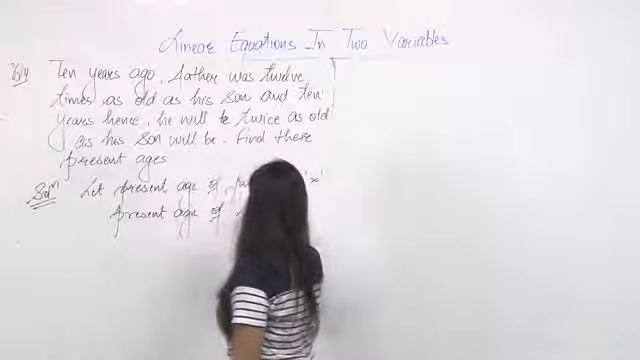 Linear Equations In Two Variables
Ten years ago, father was twelve
times as old as his son and ten
years hence, he will be twice as old
as his son will be. Find there
present ages
Solⁿ Let present age of 'x'
present age of